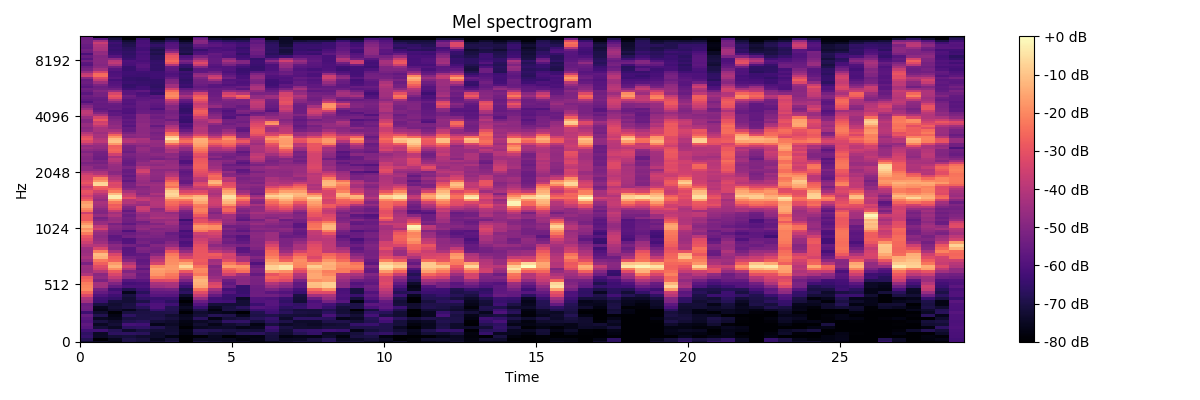 Mel spectrogram
Hz
8192
4096
2048
1024
512
0
0 5 10 15 20 25
Time
+0 dB
-10 dB
-20 dB
-30 dB
-40 dB
-50 dB
-60 dB
-70 dB
-80 dB